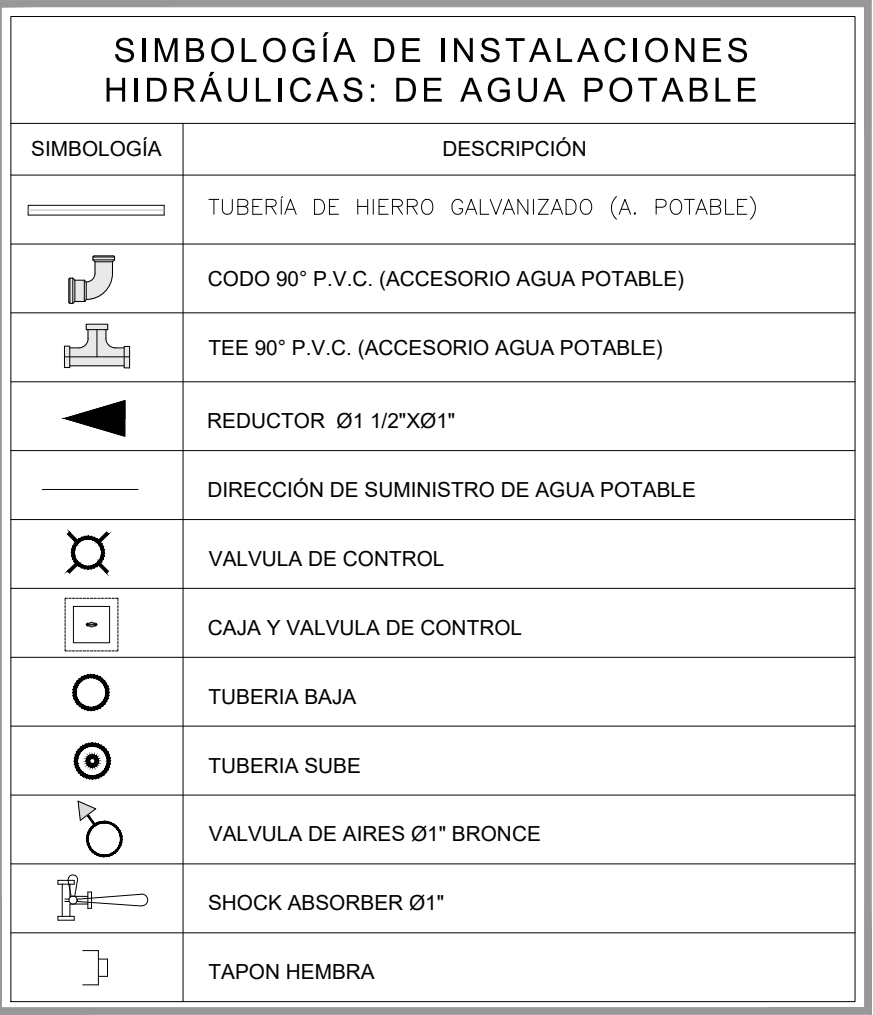 SIMBOLOGÍA DE INSTALACIONES
HIDRÁULICAS: DE AGUA POTABLE
SIMBOLOGÍA
DESCRIPCIÓN
TUBERÍA DE HIERRO GALVANIZADO (A. POTABLE)
CODO 90° P.V.C. (ACCESORIO AGUA POTABLE)
TEE 90° P.V.C. (ACCESORIO AGUA POTABLE)
REDUCTOR Ø1 1/2"XØ1"
DIRECCIÓN DE SUMINISTRO DE AGUA POTABLE
VALVULA DE CONTROL
CAJA Y VALVULA DE CONTROL
TUBERIA BAJA
TUBERIA SUBE
VALVULA DE AIRES Ø1" BRONCE
SHOCK ABSORBER Ø1"
TAPON HEMBRA